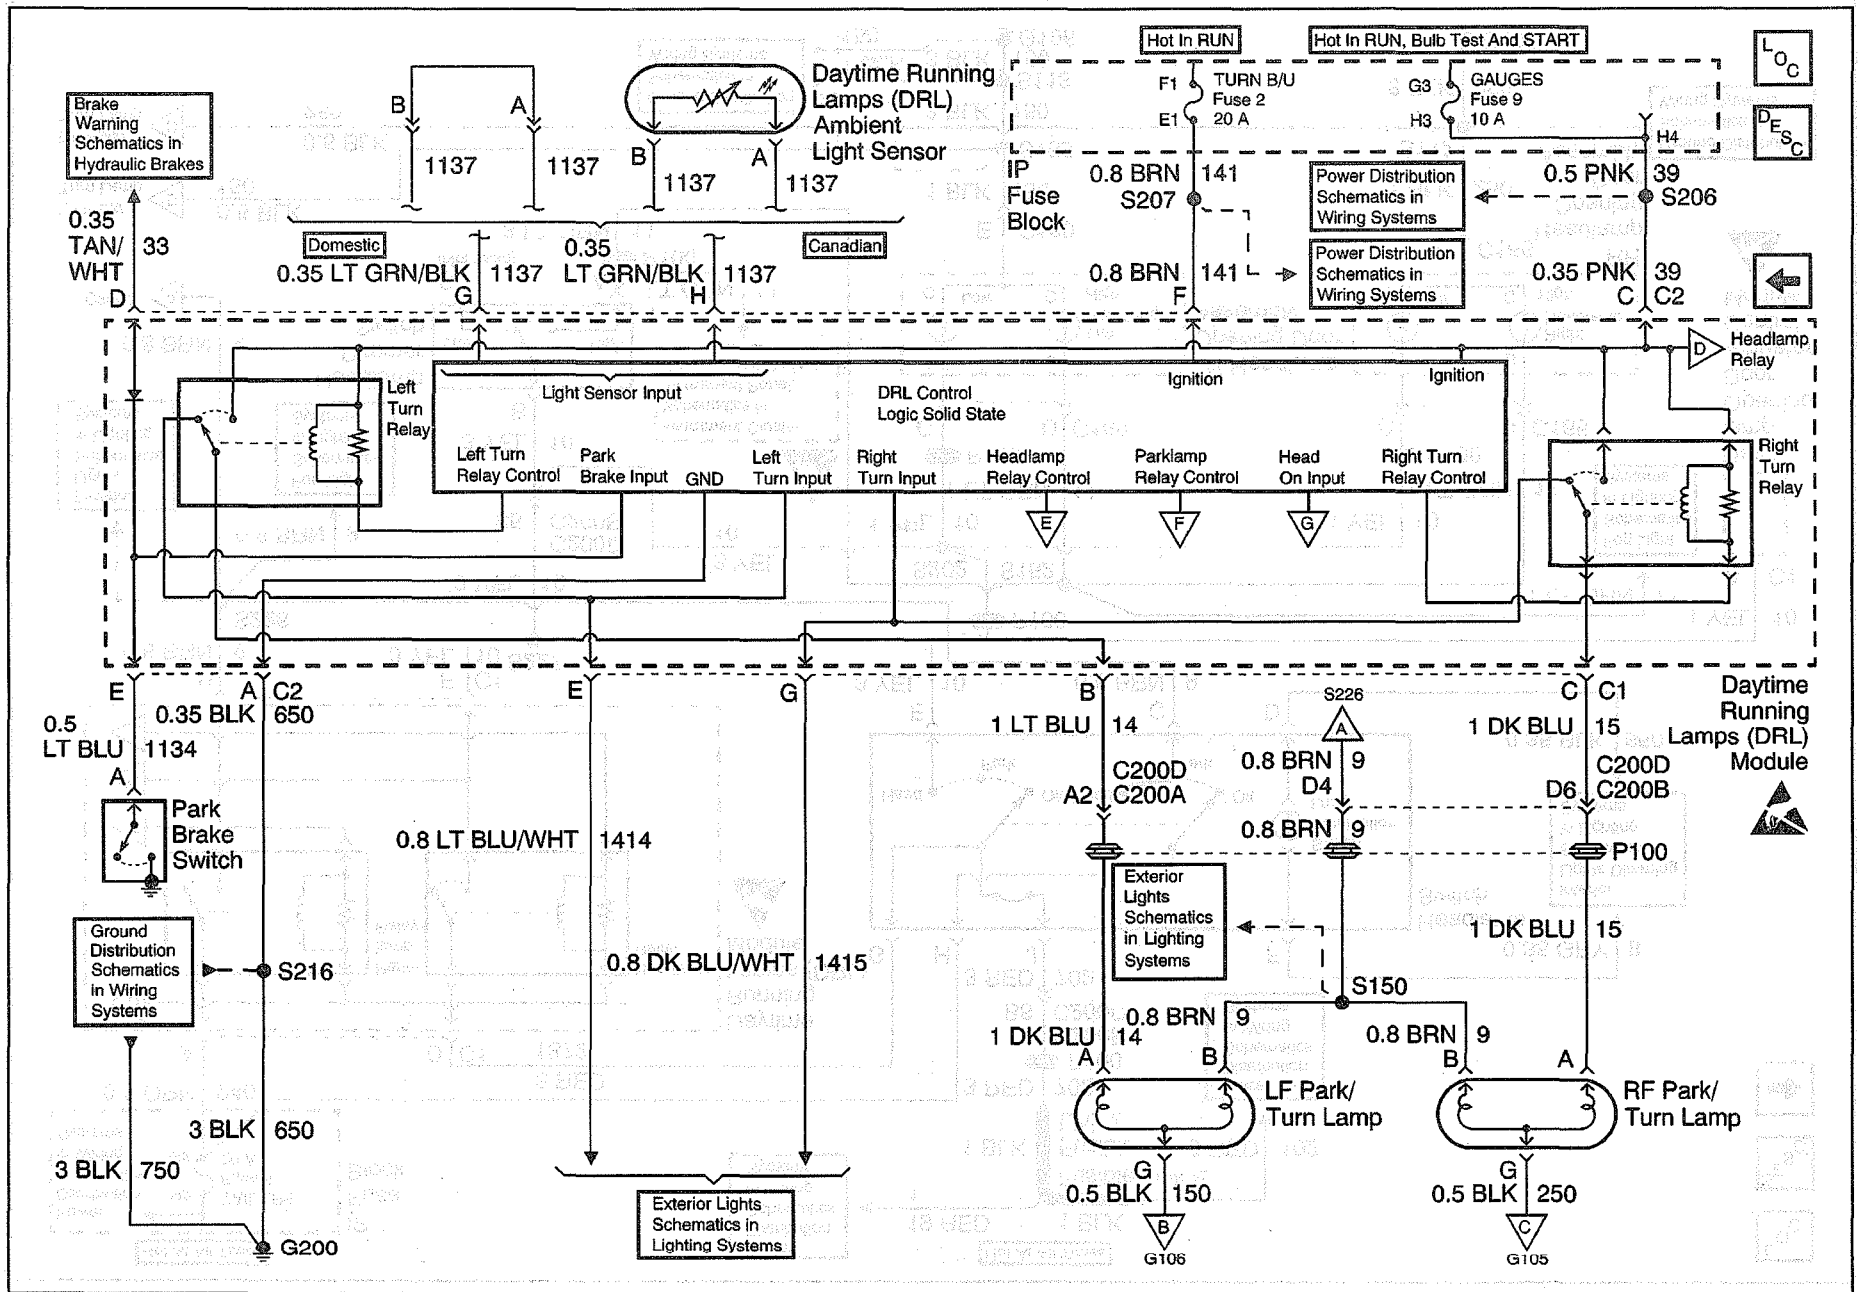 Hot In RUN
Hot In RUN, Bulb Test And START
L
O
C
D
E
S
C
Brake
Warning
Schematics in
Hydraulic Brakes
B
A
1137
1137
Daytime Running
Lamps (DRL)
Ambient
Light Sensor
B
A
1137
1137
F1
E1
TURN B/U
Fuse 2
20 A
G3
H3
GAUGES
Fuse 9
10 A
H4
IP
Fuse
Block
0.8 BRN
141
S207
Power Distribution
Schematics in
Wiring Systems
0.5 PNK
39
S206
0.35
TAN/
WHT
33
D
Domestic
0.35 LT GRN/BLK
1137
G
0.35
LT GRN/BLK
1137
H
Canadian
0.8 BRN
141
F
Power Distribution
Schematics in
Wiring Systems
0.35 PNK
39
C
C2
D
Headlamp
Relay
Left
Turn
Relay
Light Sensor Input
DRL Control
Logic Solid State
Ignition
Ignition
Left Turn
Relay Control
Park
Brake Input
GND
Left
Turn Input
Right
Turn Input
Headlamp
Relay Control
Parklamp
Relay Control
Head
On Input
Right Turn
Relay Control
E
F
G
Right
Turn
Relay
E
A
C2
E
G
B
C
C1
Daytime
Running
Lamps (DRL)
Module
0.5
LT BLU
1134
A
0.35 BLK
650
1 LT BLU
14
S226
A
1 DK BLU
15
0.8 BRN
9
D4
A2
C200D
C200A
D6
C200D
C200B
Park
Brake
Switch
0.8 LT BLU/WHT
1414
0.8 BRN
9
P100
Exterior
Lights
Schematics
in Lighting
Systems
Ground
Distribution
Schematics
in Wiring
Systems
S216
0.8 DK BLU/WHT
1415
1 DK BLU
15
S150
1 DK BLU
14
0.8 BRN
9
0.8 BRN
9
A
B
B
A
LF Park/
Turn Lamp
RF Park/
Turn Lamp
3 BLK
650
3 BLK
750
G
0.5 BLK
150
B
G106
G
0.5 BLK
250
C
G105
Exterior Lights
Schematics in
Lighting Systems
G200